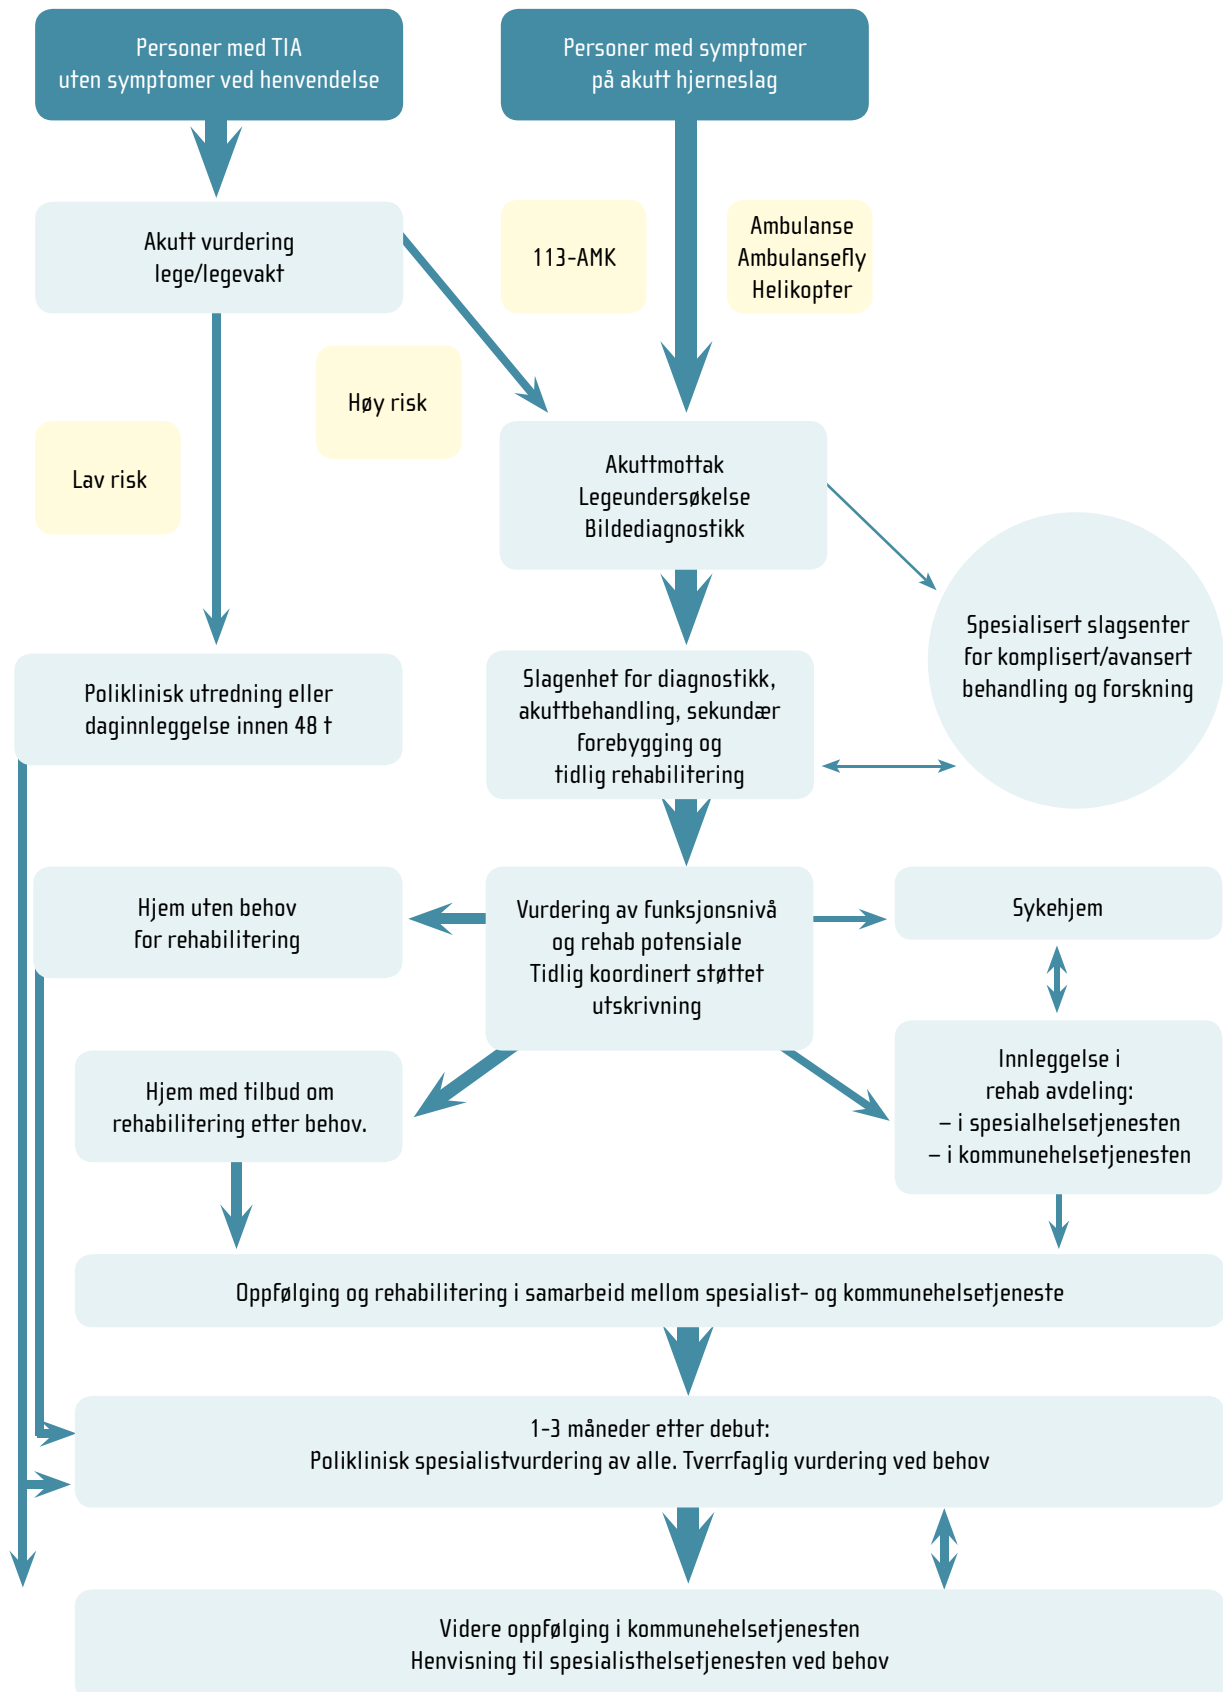 Personer med TIA
uten symptomer ved henvendelse
Personer med symptomer
på akutt hjerneslag
Akutt vurdering
lege/legevakt
113-AMK
Ambulanse
Ambulansefly
Helikopter
Høy risk
Lav risk
Akuttmottak
Legeundersøkelse
Bildediagnostikk
Spesialisert slagsenter
for komplisert/avansert
behandling og forskning
Poliklinisk utredning eller
daginnleggelse innen 48 t
Slagenhet for diagnostikk,
akuttbehandling, sekundær
forebygging og
tidlig rehabilitering
Hjem uten behov
for rehabilitering
Vurdering av funksjonsnivå
og rehab potensiale
Tidlig koordinert støttet
utskrivning
Sykehjem
Hjem med tilbud om
rehabilitering etter behov.
Innleggelse i
rehab avdeling:
– i spesialhelsetjenesten
– i kommunehelsetjenesten
Oppfølging og rehabilitering i samarbeid mellom spesialist- og kommunehelsetjeneste
1-3 måneder etter debut:
Poliklinisk spesialistvurdering av alle. Tverrfaglig vurdering ved behov
Videre oppfølging i kommunehelsetjenesten
Henvisning til spesialisthelsetjenesten ved behov